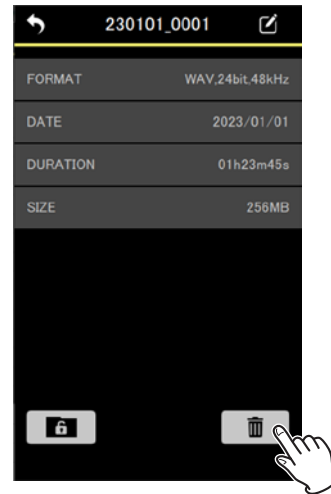 230101_0001
FORMAT WAV,24bit,48kHz
DATE 2023/01/01
DURATION 01h23m45s
SIZE 256MB